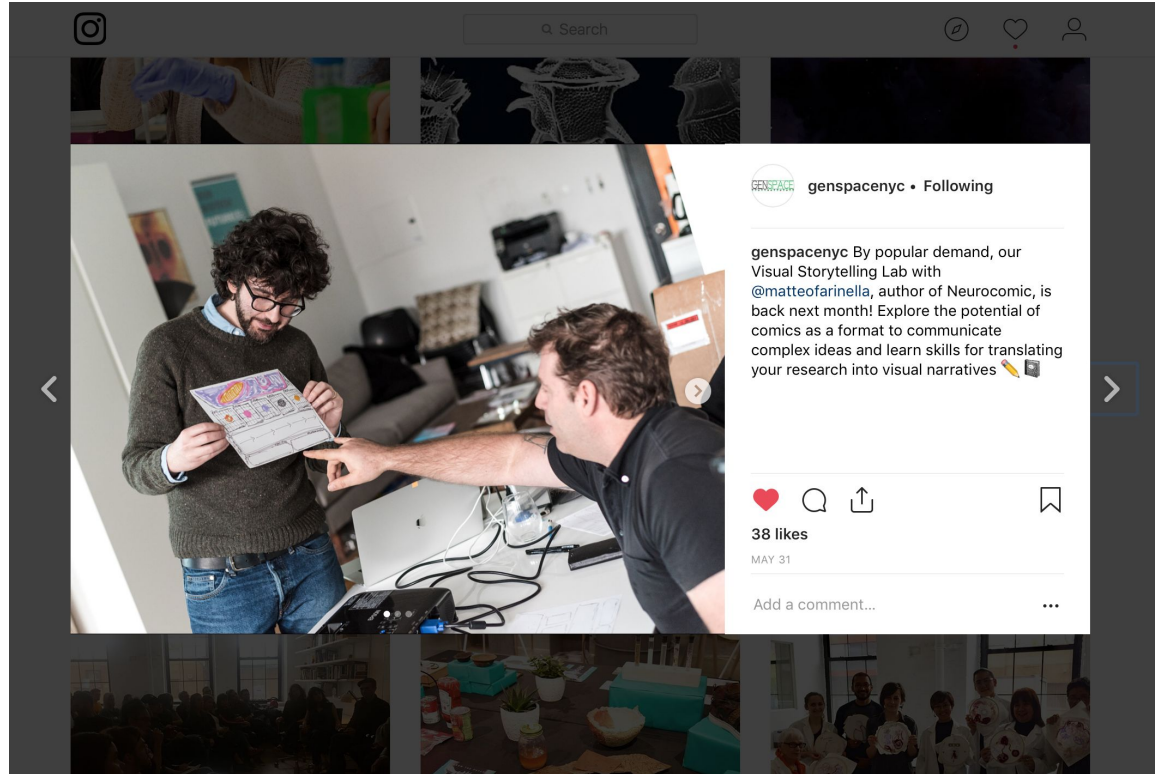 Search
GENSPACE
genspacenyc • Following
genspacenyc By popular demand, our
Visual Storytelling Lab with
@matteofarinella, author of Neurocomic, is
back next month! Explore the potential of
comics as a format to communicate
complex ideas and learn skills for translating
your research into visual narratives ✏️📓
38 likes
MAY 31
Add a comment...